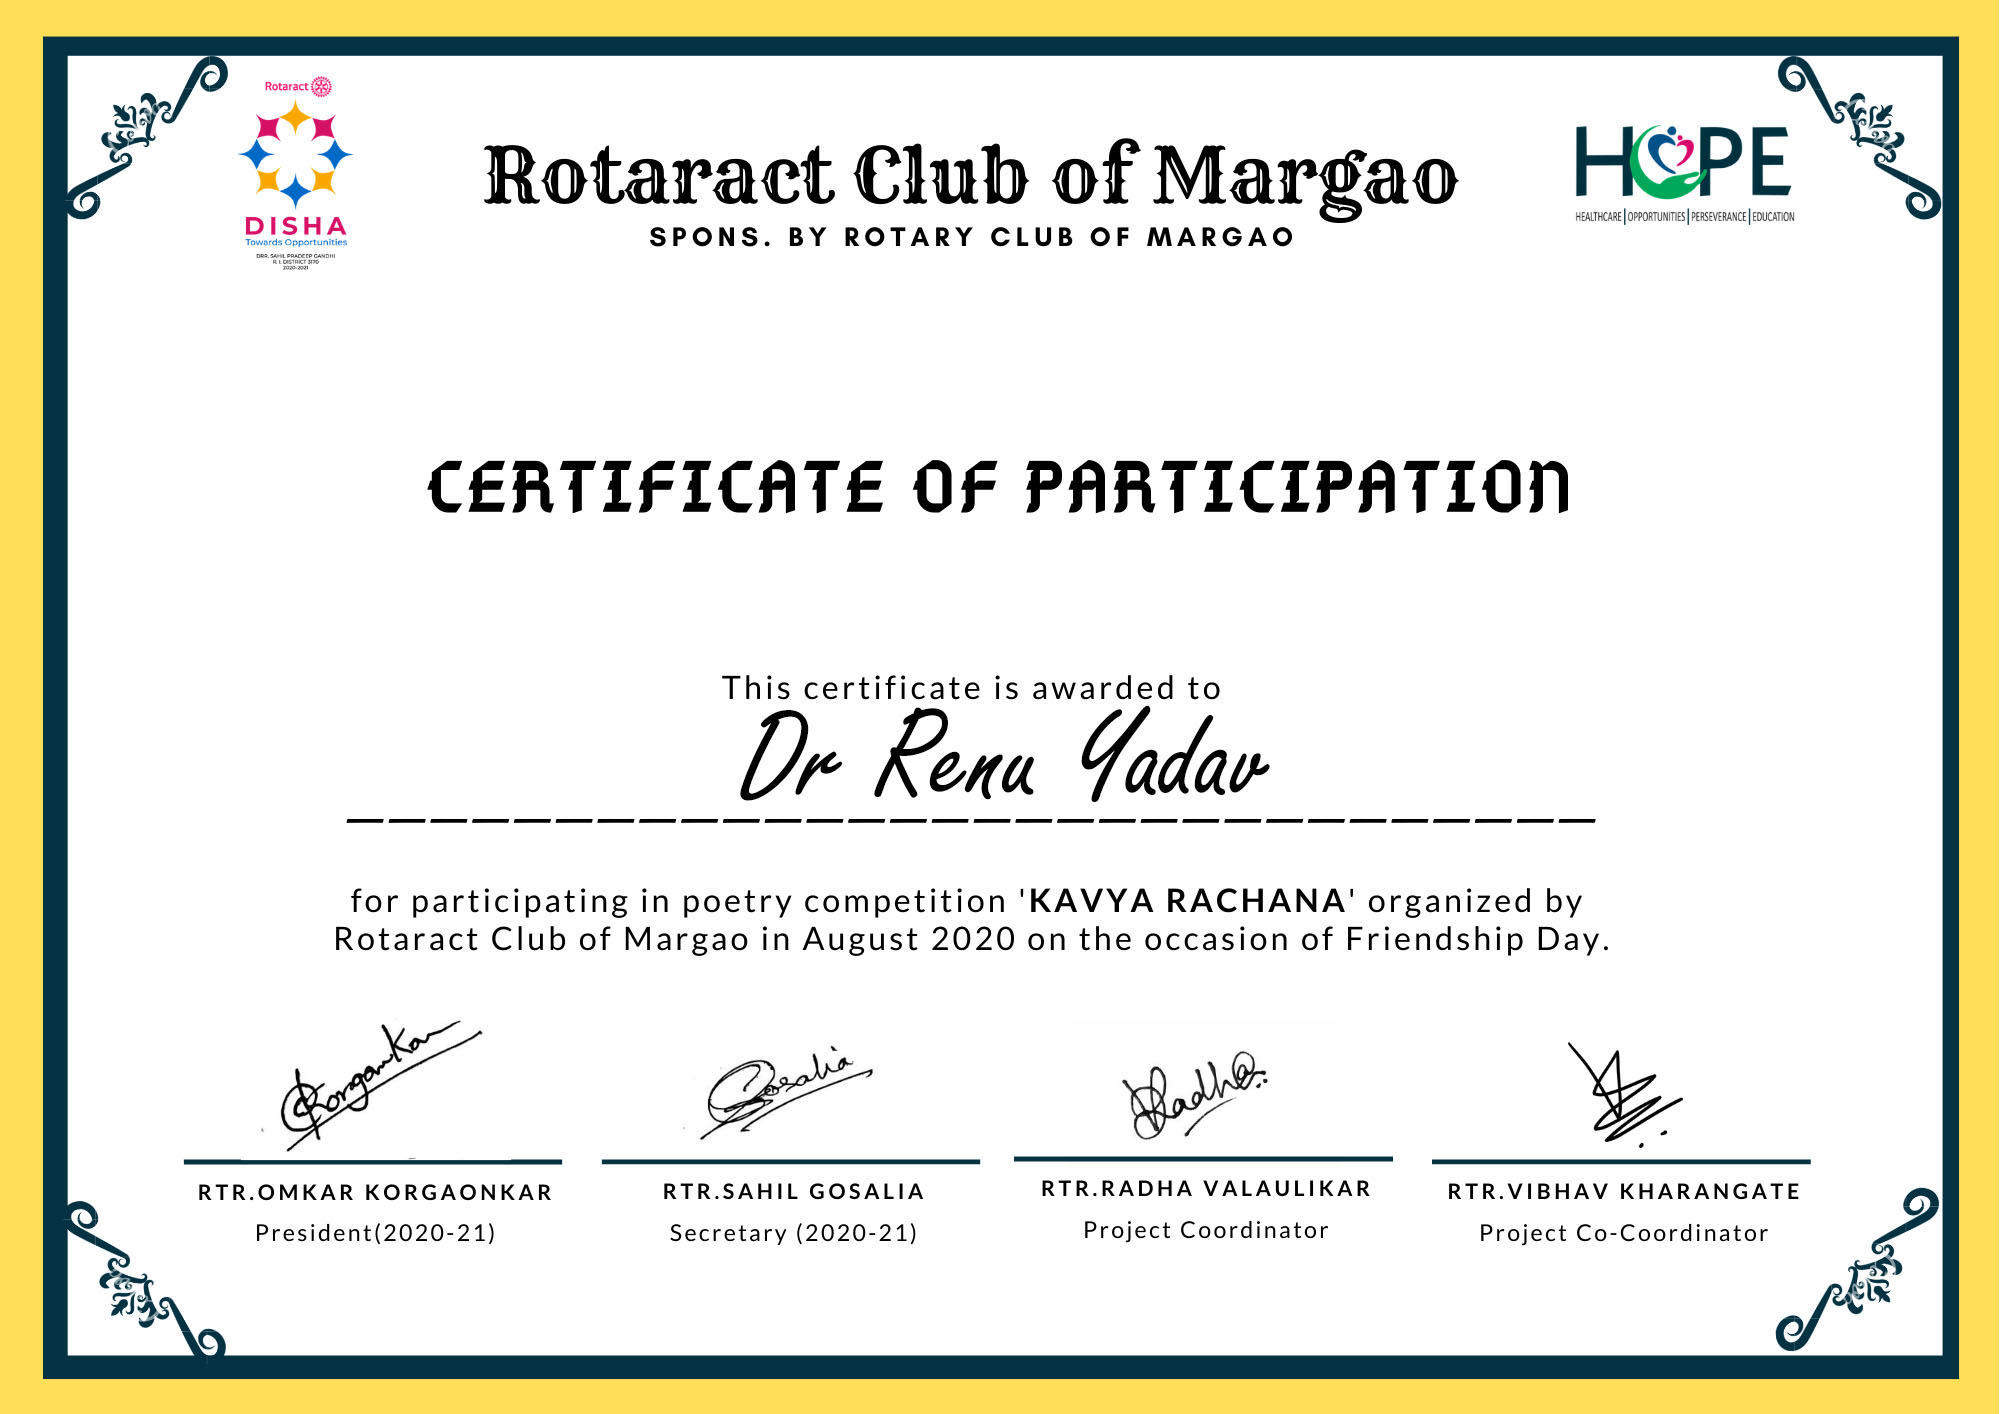 Rotaract
DISHA
Towards Opportunities
DRR. SAHIL PRADEEP GANDHI
R. I. DISTRICT 3170
2020-2021
Rotaract Club of Margao
SPONS. BY ROTARY CLUB OF MARGAO
HOPE
HEALTHCARE | OPPORTUNITIES | PERSEVERANCE | EDUCATION
CERTIFICATE OF PARTICIPATION
This certificate is awarded to
Dr Renu Yadav
for participating in poetry competition 'KAVYA RACHANA' organized by
Rotaract Club of Margao in August 2020 on the occasion of Friendship Day.
Korgankar
Gosalia
Radha
RTR.OMKAR KORGAONKAR
President(2020-21)
RTR.SAHIL GOSALIA
Secretary (2020-21)
RTR.RADHA VALAULIKAR
Project Coordinator
RTR.VIBHAV KHARANGATE
Project Co-Coordinator